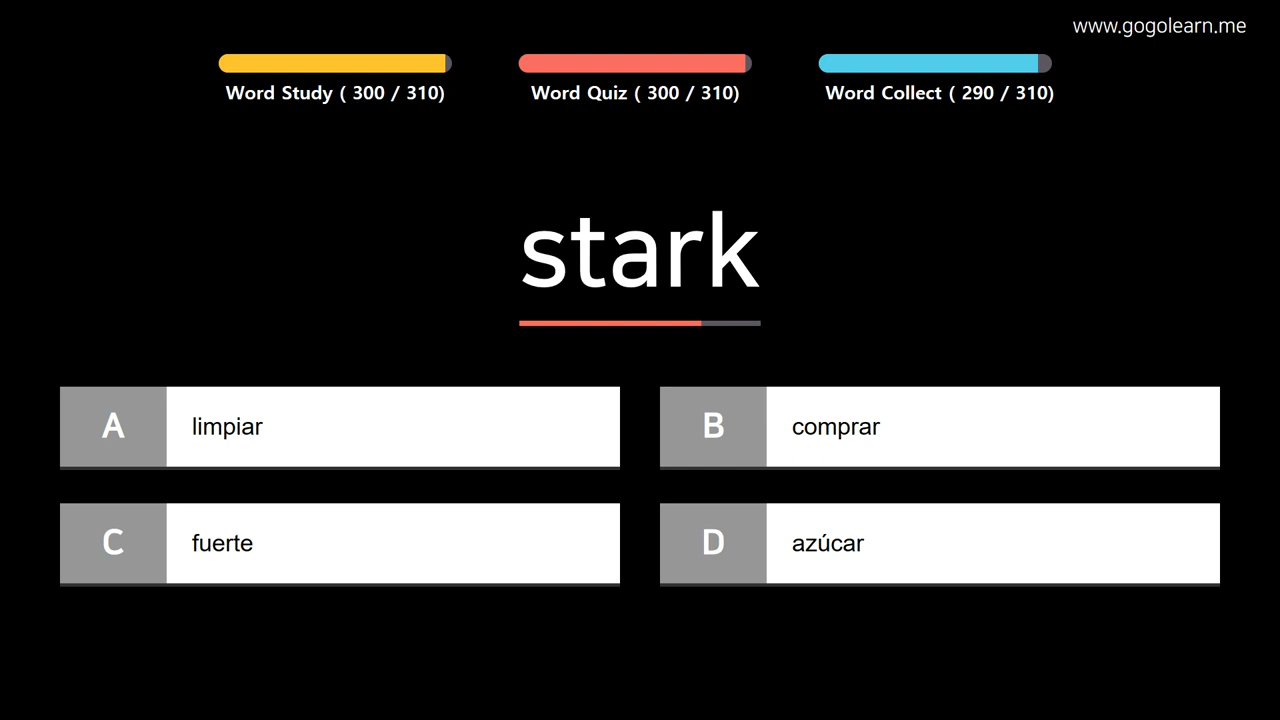 www.gogolearn.me
Word Study ( 300 / 310)
Word Quiz ( 300 / 310)
Word Collect ( 290 / 310)
stark
A
limpiar
B
comprar
C
fuerte
D
azúcar